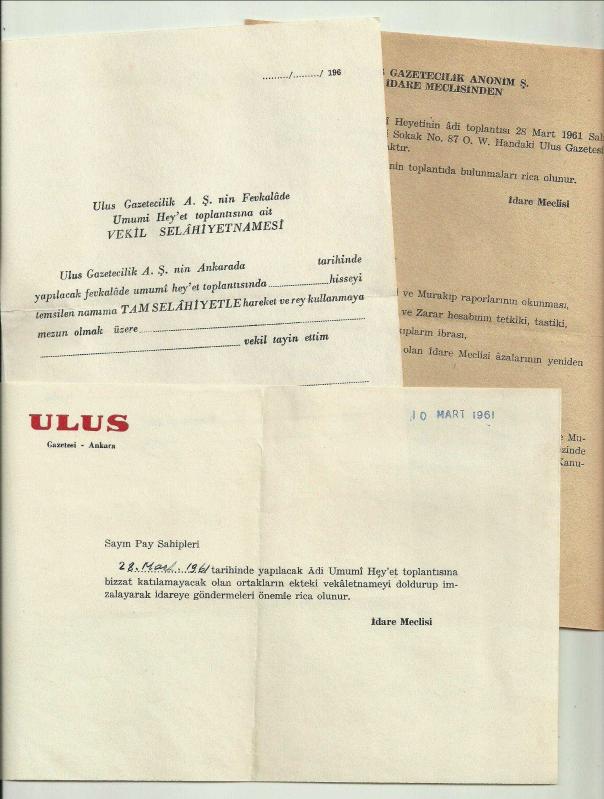 ........../........./ 196
Ulus Gazetecilik A. Ş. nin Fevkalâde
Umumî Hey'et toplantısına ait
VEKİL SELÂHİYETNAMESİ
Ulus Gazetecilik A. Ş. nin Ankarada tarihinde
yapılacak fevkalâde umumî hey'et toplantısında....................hisseyi
temsilen namıma TAM SELÂHİYETLE hareket ve rey kullanmaya
mezun olmak üzere
vekil tayin ettim
GAZETECİLİK ANONİM Ş.
İDARE MECLİSİNDEN
Heyetinin âdi toplantısı 28 Mart 1961
Sokak No. 87 O. W. Handaki Ulus Gazetesi
nin toplantıda bulunmaları rica olunur.
İdare Meclisi
ve Murakıp raporlarının okunması,
ve Zarar hesabının tetkiki, tastiki,
ibrası,
olan İdare Meclisi âzalarının yeniden
Mu-
Kanu-
ULUS
Gazetesi - Ankara
10 MART 1961
Sayın Pay Sahipleri
28. Mart. 1961 tarihinde yapılacak Âdi Umumî Hey'et toplantısına
bizzat katılamayacak olan ortakların ekteki vekâletnameyi doldurup im-
zalayarak idareye göndermeleri önemle rica olunur.
İdare Meclisi